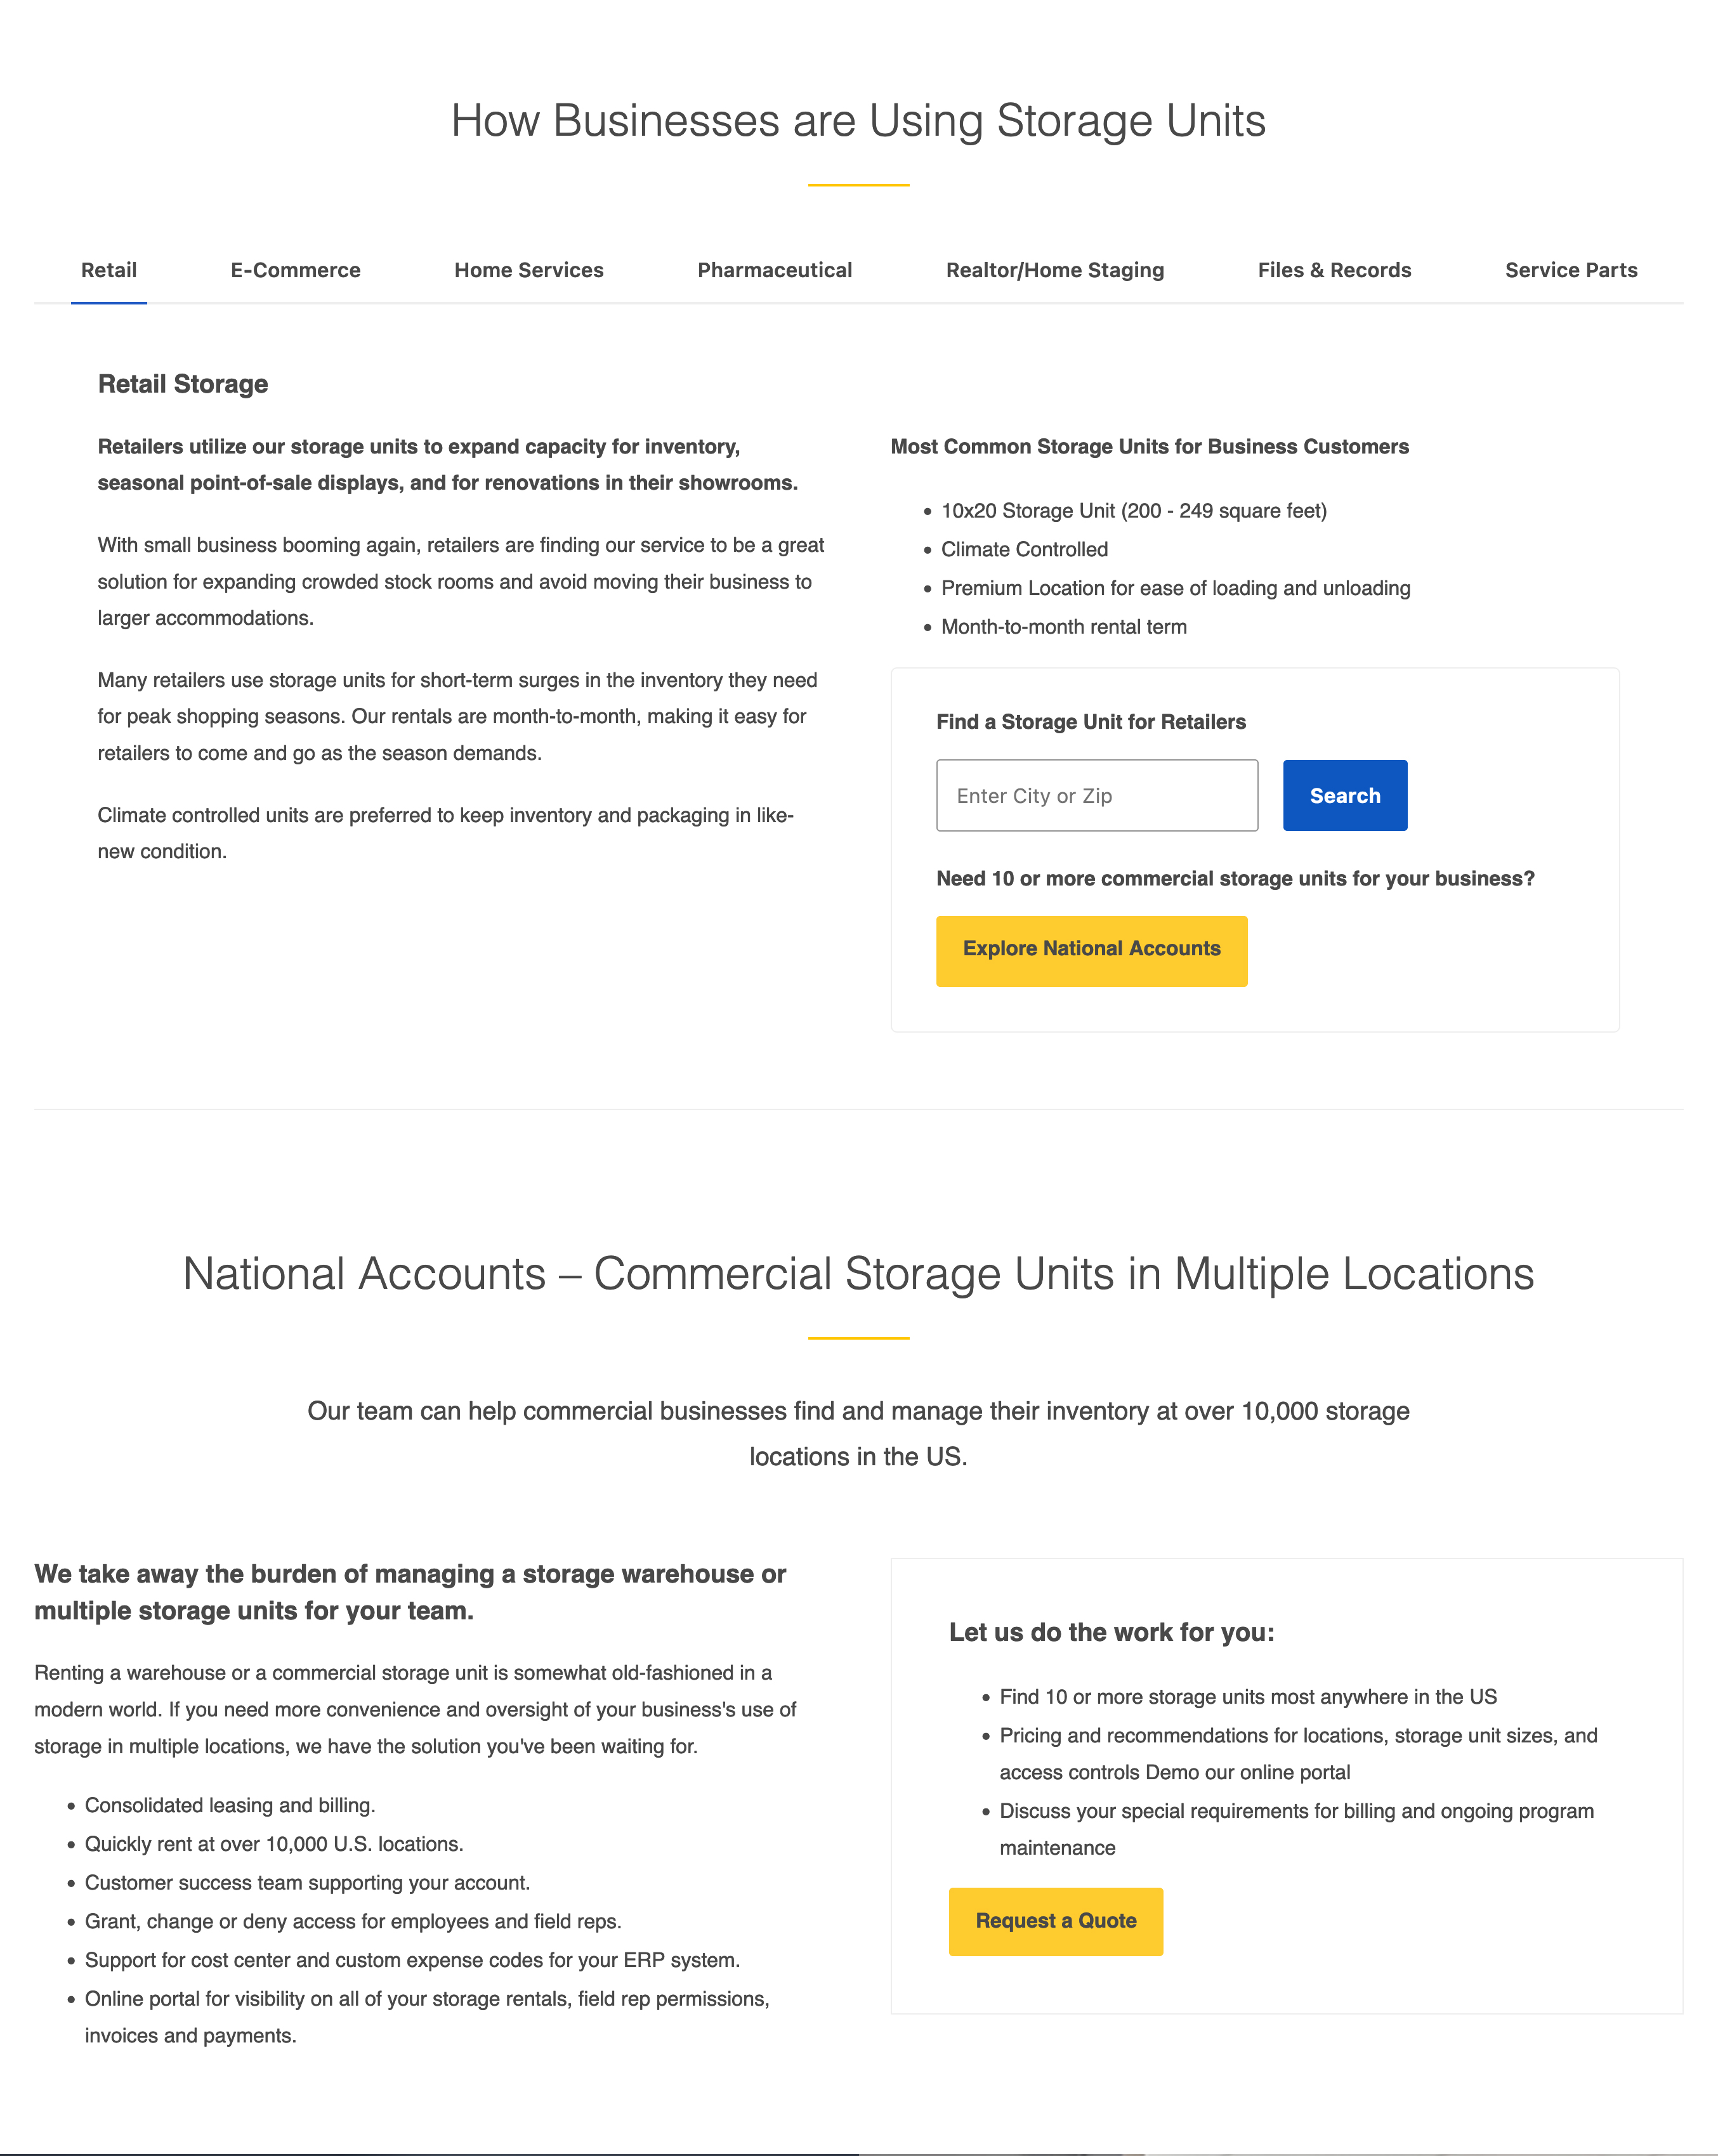 How Businesses are Using Storage Units
Retail
E-Commerce
Home Services
Pharmaceutical
Realtor/Home Staging
Files & Records
Service Parts
Retail Storage
Retailers utilize our storage units to expand capacity for inventory,
seasonal point-of-sale displays, and for renovations in their showrooms.
With small business booming again, retailers are finding our service to be a great
solution for expanding crowded stock rooms and avoid moving their business to
larger accommodations.
Many retailers use storage units for short-term surges in the inventory they need
for peak shopping seasons. Our rentals are month-to-month, making it easy for
retailers to come and go as the season demands.
Climate controlled units are preferred to keep inventory and packaging in like-
new condition.
Most Common Storage Units for Business Customers
• 10x20 Storage Unit (200 - 249 square feet)
• Climate Controlled
• Premium Location for ease of loading and unloading
• Month-to-month rental term
Find a Storage Unit for Retailers
Enter City or Zip
Search
Need 10 or more commercial storage units for your business?
Explore National Accounts
National Accounts – Commercial Storage Units in Multiple Locations
Our team can help commercial businesses find and manage their inventory at over 10,000 storage
locations in the US.
We take away the burden of managing a storage warehouse or
multiple storage units for your team.
Renting a warehouse or a commercial storage unit is somewhat old-fashioned in a
modern world. If you need more convenience and oversight of your business's use of
storage in multiple locations, we have the solution you've been waiting for.
• Consolidated leasing and billing.
• Quickly rent at over 10,000 U.S. locations.
• Customer success team supporting your account.
• Grant, change or deny access for employees and field reps.
• Support for cost center and custom expense codes for your ERP system.
• Online portal for visibility on all of your storage rentals, field rep permissions,
invoices and payments.
Let us do the work for you:
• Find 10 or more storage units most anywhere in the US
• Pricing and recommendations for locations, storage unit sizes, and
access controls Demo our online portal
• Discuss your special requirements for billing and ongoing program
maintenance
Request a Quote